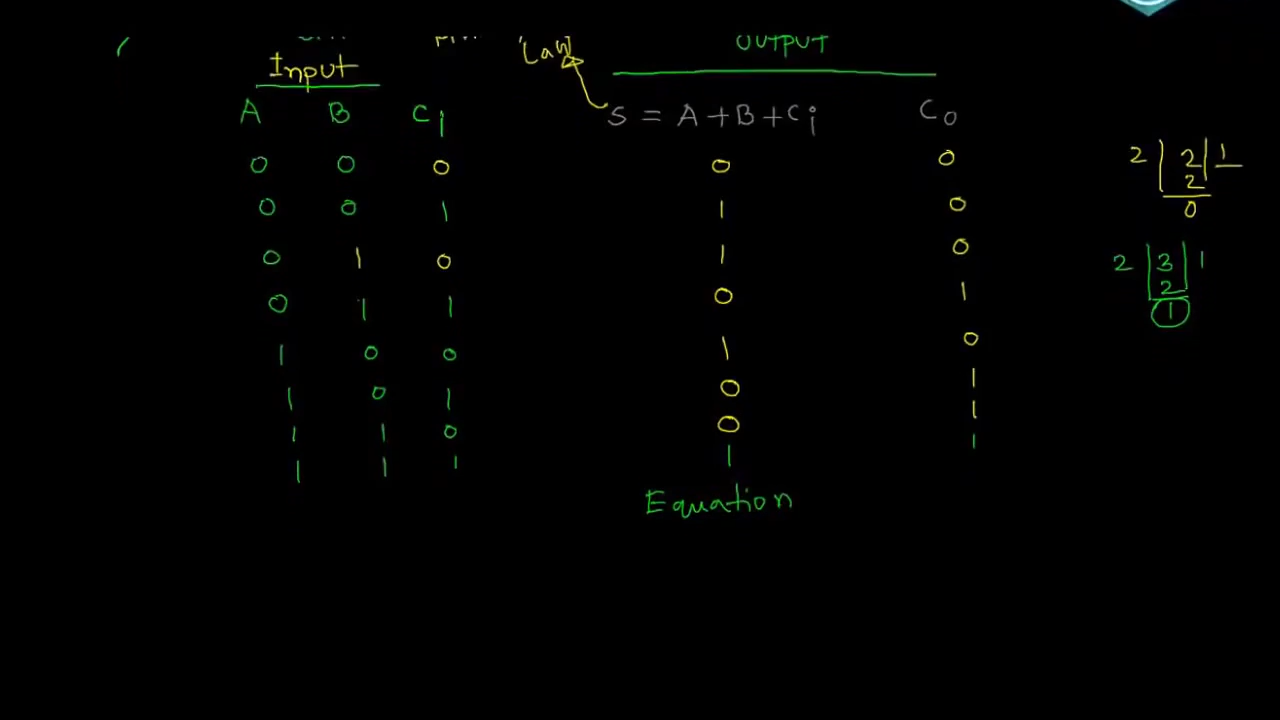 OUTPUT
Input
A B Ci S = A + B + Ci Co
0 0 0 0 0
0 0 1 1 0
0 1 0 1 0
0 1 1 0 1
1 0 0 1 0
1 0 1 0 1
1 1 0 0 1
1 1 1 1 1
Equation
2 2 1
2
0
2 3 1
2
1